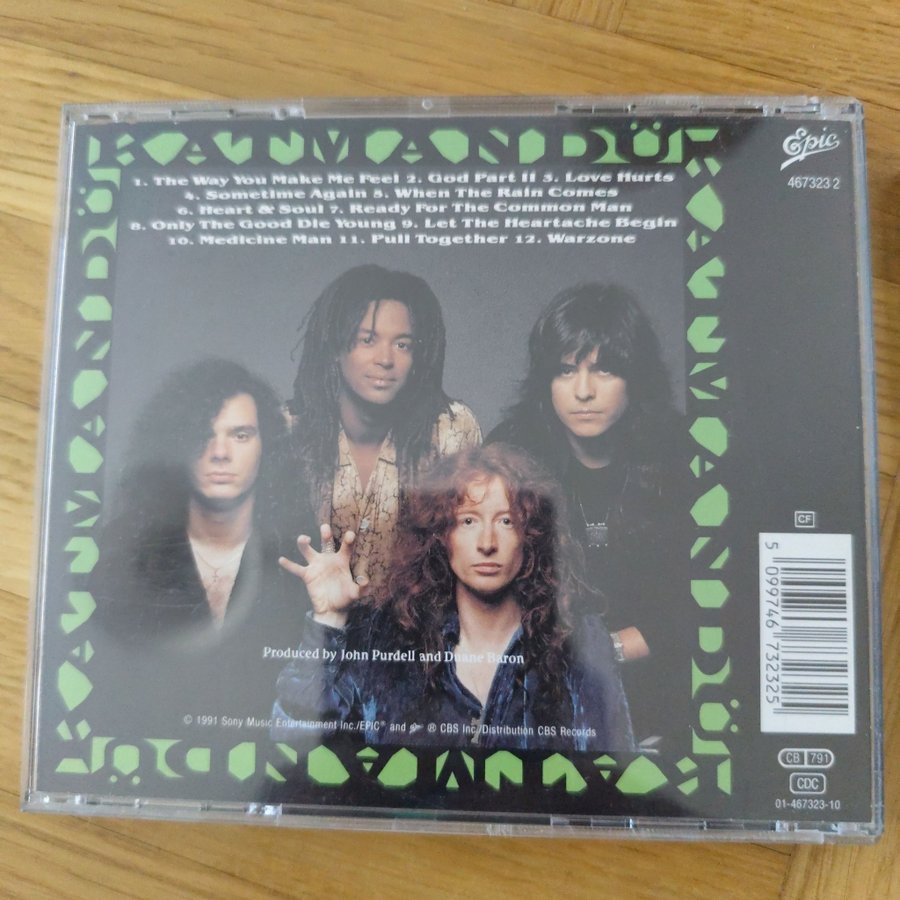 KATMANDÜ
KATMANDÜ
KATMANDÜ
KATMANDÜ
1. The Way You Make Me Feel 2. God Part II 3. Love Hurts
4. Sometime Again 5. When The Rain Comes
6. Heart & Soul 7. Ready For The Common Man
8. Only The Good Die Young 9. Let The Heartache Begin
10. Medicine Man 11. Pull Together 12. Warzone
Epic
467323 2
Produced by John Purdell and Duane Baron
© 1991 Sony Music Entertainment Inc./EPIC® and Epic ® CBS Inc./Distribution CBS Records
CF
5 099746 732325
CB 791
CDC
01-467323-10